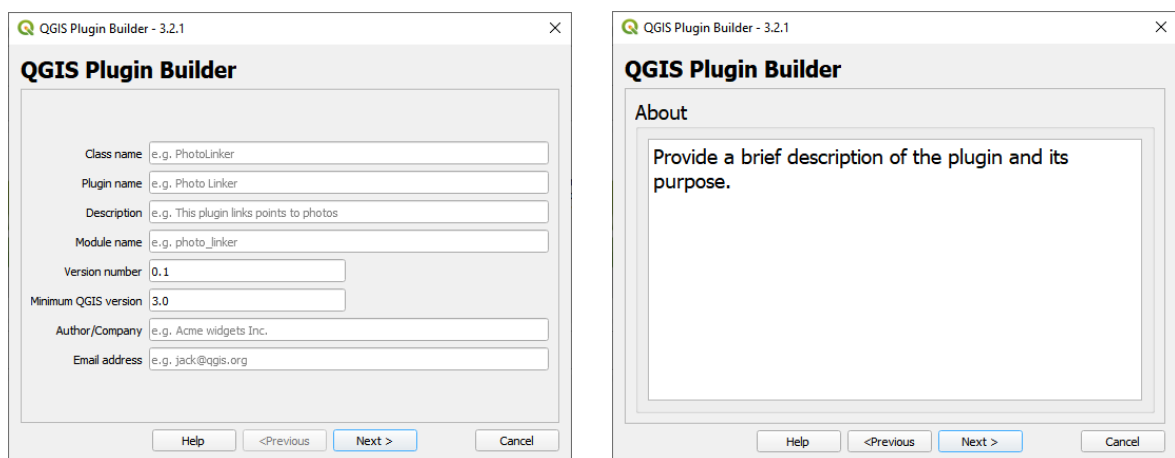 QGIS Plugin Builder - 3.2.1
QGIS Plugin Builder
Class name e.g. PhotoLinker
Plugin name e.g. Photo Linker
Description e.g. This plugin links points to photos
Module name e.g. photo_linker
Version number 0.1
Minimum QGIS version 3.0
Author/Company e.g. Acme widgets Inc.
Email address e.g. jack@qgis.org
Help <Previous Next > Cancel
QGIS Plugin Builder - 3.2.1
QGIS Plugin Builder
About
Provide a brief description of the plugin and its
purpose.
Help <Previous Next > Cancel